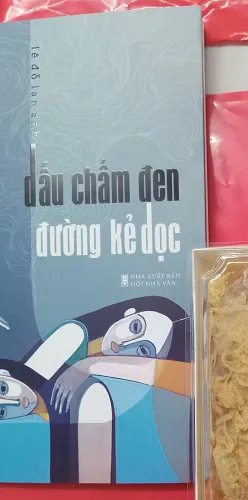 lê đỗ lan anh
dấu chấm đen
đường kẻ dọc
NHÀ XUẤT BẢN
HỘI NHÀ VĂN